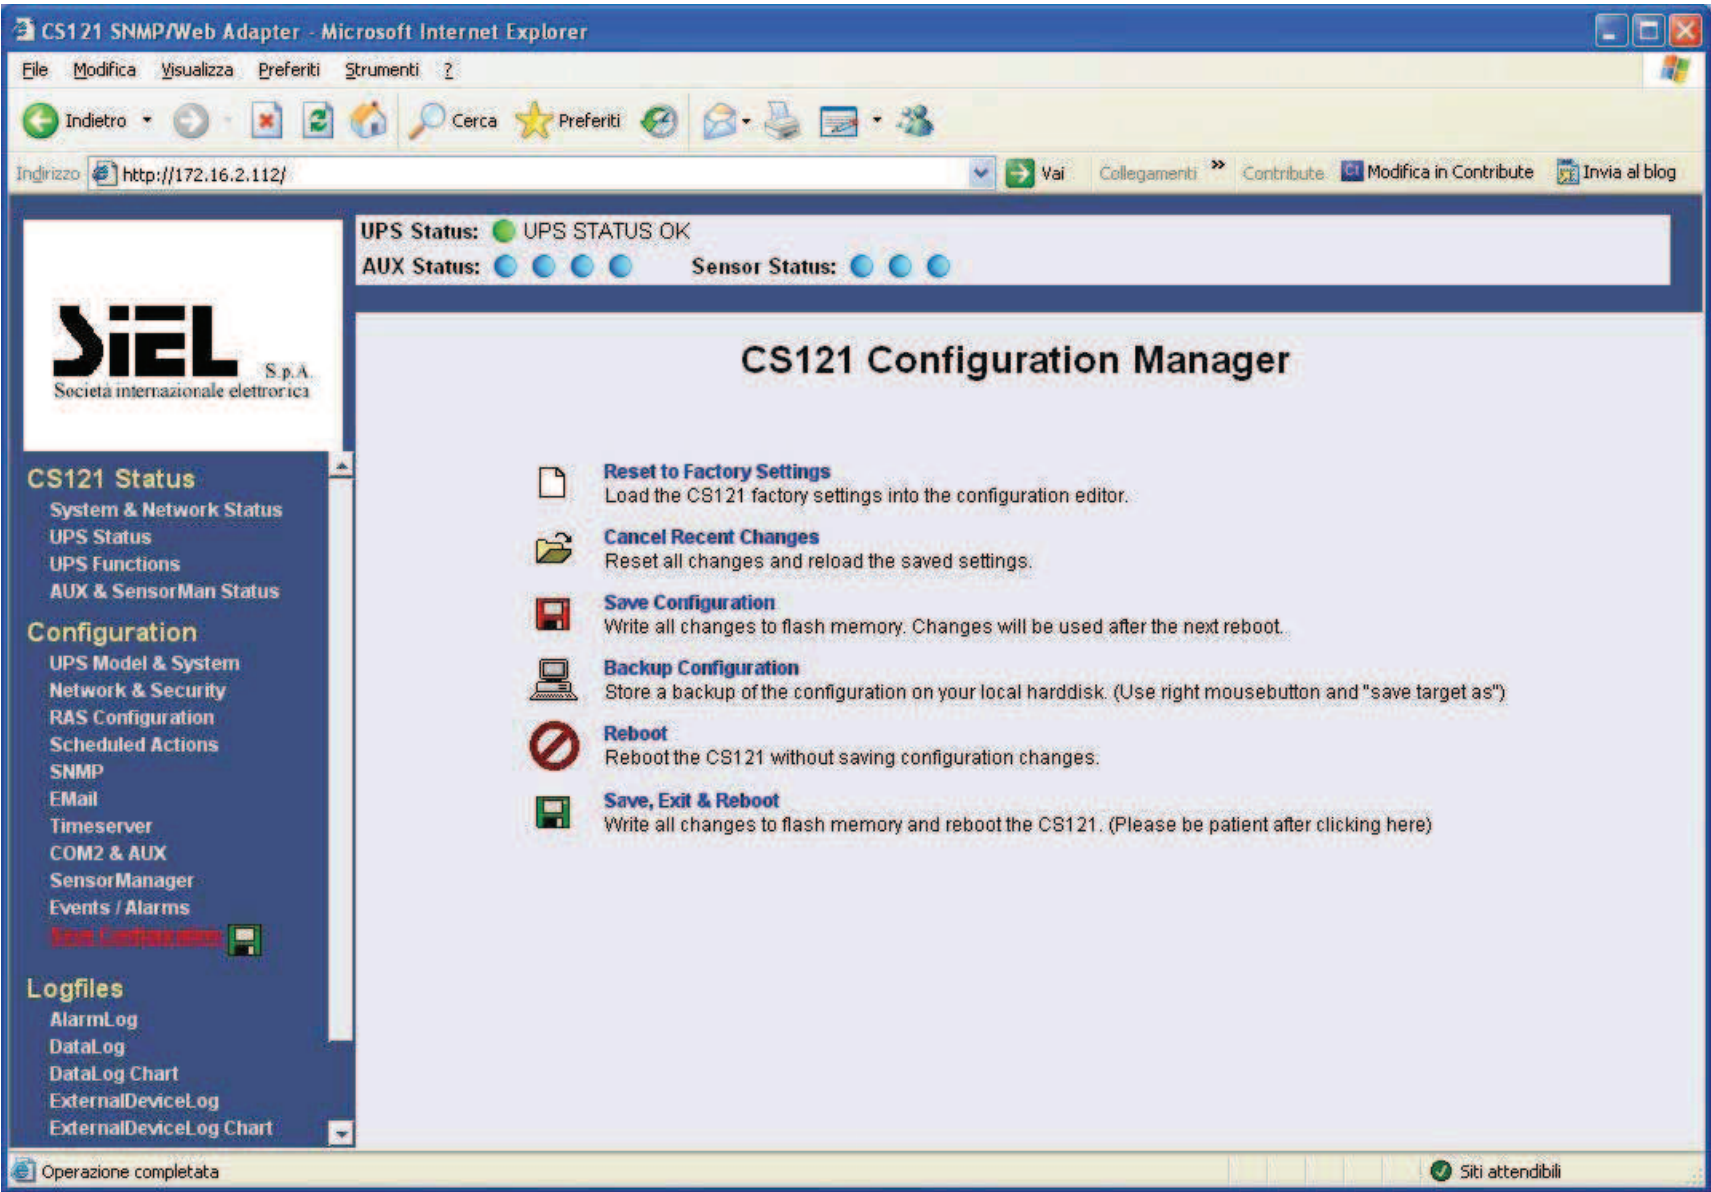 CS121 SNMP/Web Adapter - Microsoft Internet Explorer
File Modifica Visualizza Preferiti Strumenti ?
Indietro Cerca Preferiti
Indirizzo http://172.16.2.112/ Vai Collegamenti » Contribute Ct Modifica in Contribute Invia al blog
UPS Status: UPS STATUS OK
AUX Status: Sensor Status:
SiEL S.p.A.
Società internazionale elettronica
CS121 Status
System & Network Status
UPS Status
UPS Functions
AUX & SensorMan Status
Configuration
UPS Model & System
Network & Security
RAS Configuration
Scheduled Actions
SNMP
EMail
Timeserver
COM2 & AUX
SensorManager
Events / Alarms
Save Configuration
Logfiles
AlarmLog
DataLog
DataLog Chart
ExternalDeviceLog
ExternalDeviceLog Chart
CS121 Configuration Manager
Reset to Factory Settings
Load the CS121 factory settings into the configuration editor.
Cancel Recent Changes
Reset all changes and reload the saved settings.
Save Configuration
Write all changes to flash memory. Changes will be used after the next reboot.
Backup Configuration
Store a backup of the configuration on your local harddisk. (Use right mousebutton and "save target as")
Reboot
Reboot the CS121 without saving configuration changes.
Save, Exit & Reboot
Write all changes to flash memory and reboot the CS121. (Please be patient after clicking here)
Operazione completata Siti attendibili